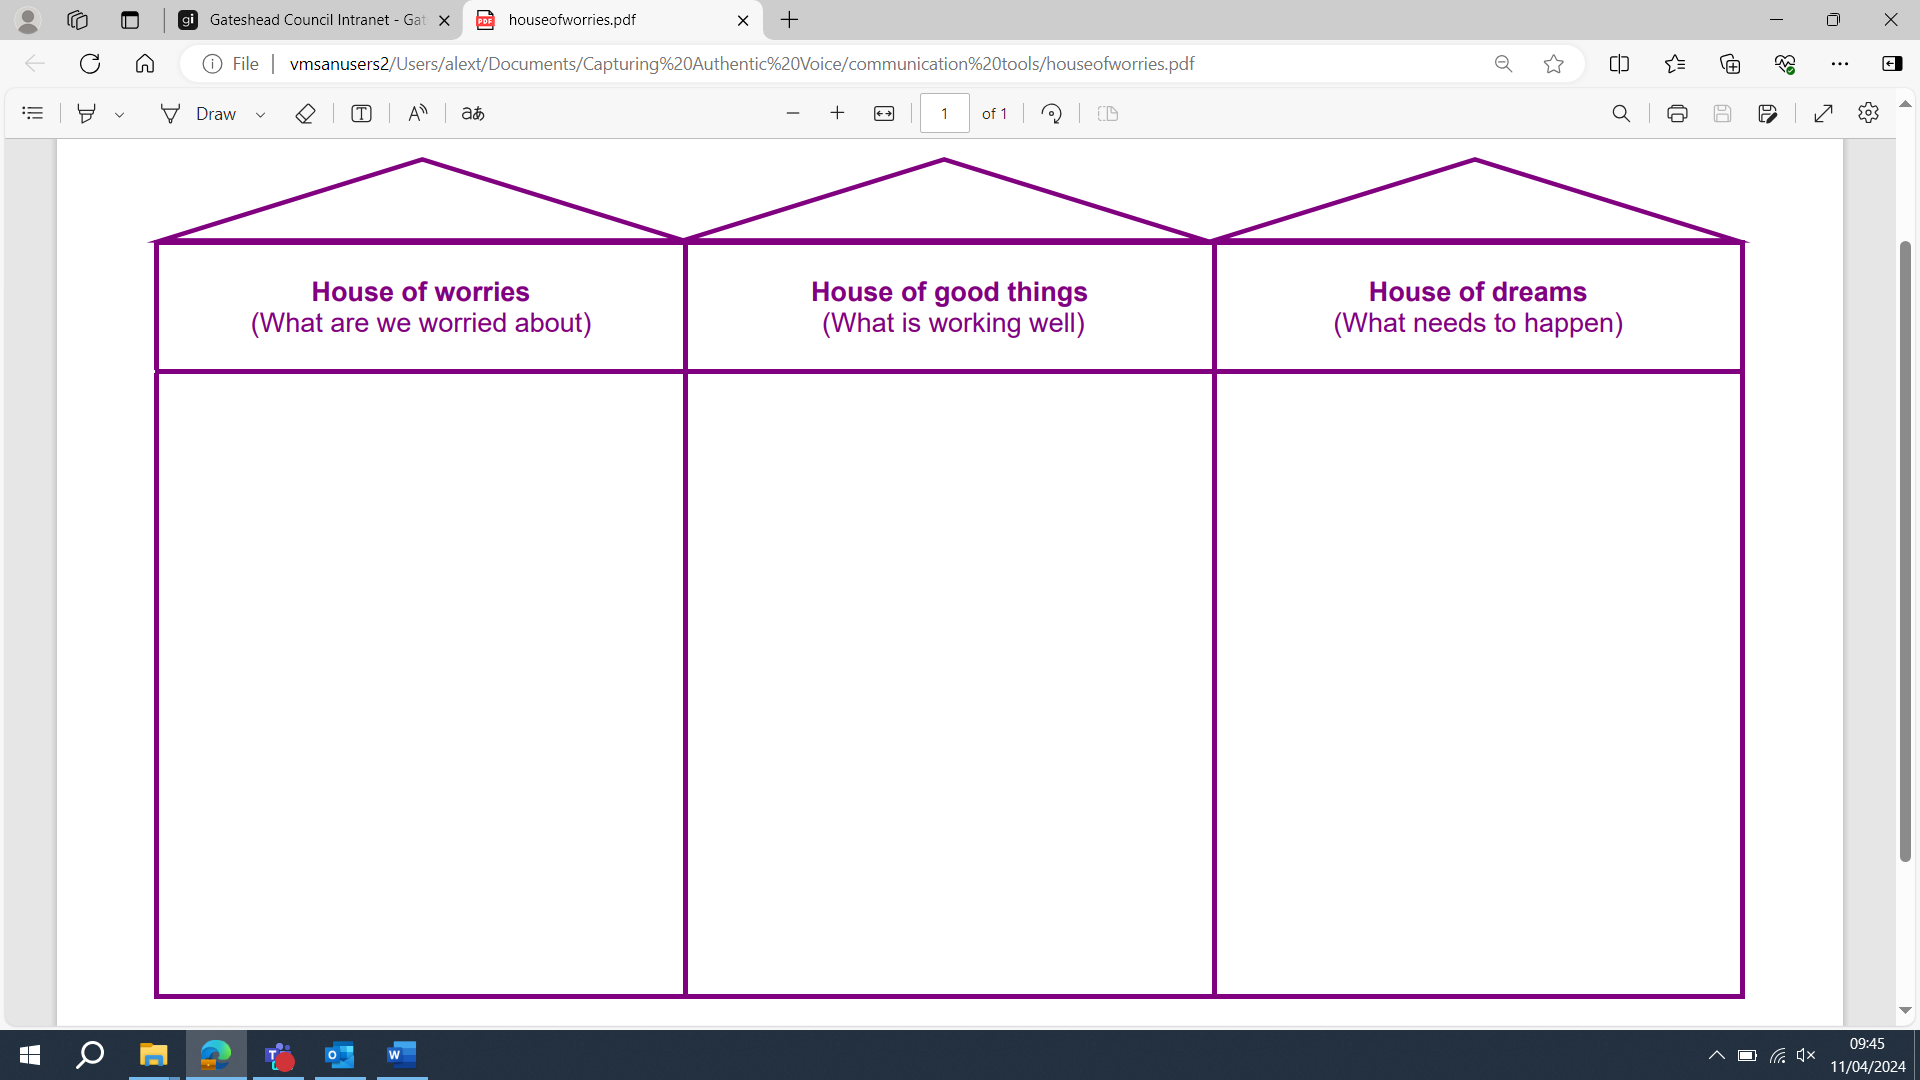 Gateshead Council Intranet - Gat
houseofworries.pdf
File
vmsanusers2/Users/alext/Documents/Capturing%20Authentic%20Voice/communication%20tools/houseofworries.pdf
Draw
1 of 1
House of worries
(What are we worried about)
House of good things
(What is working well)
House of dreams
(What needs to happen)
09:45
11/04/2024